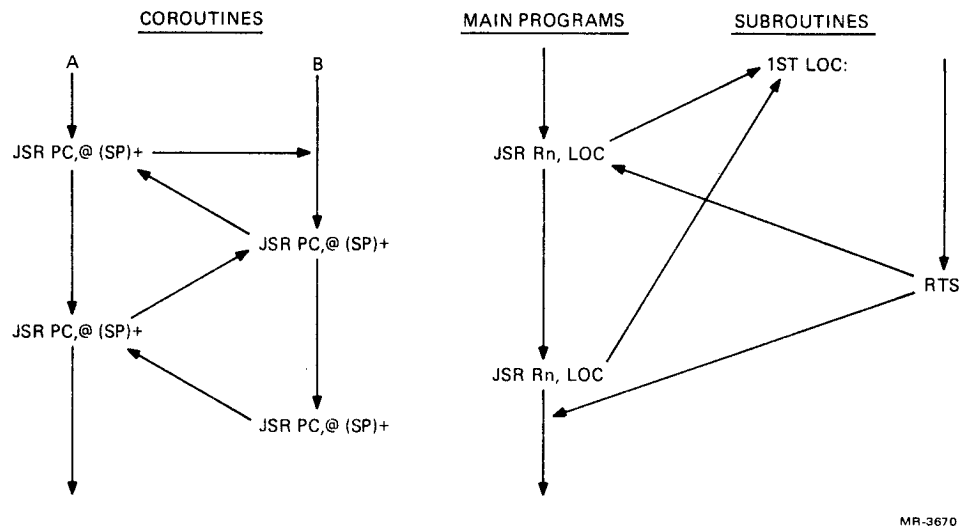 COROUTINES
A
B
JSR PC,@ (SP)+
JSR PC,@ (SP)+
JSR PC,@ (SP)+
JSR PC,@ (SP)+
MAIN PROGRAMS
SUBROUTINES
1ST LOC:
JSR Rn, LOC
RTS
JSR Rn, LOC
MR-3670